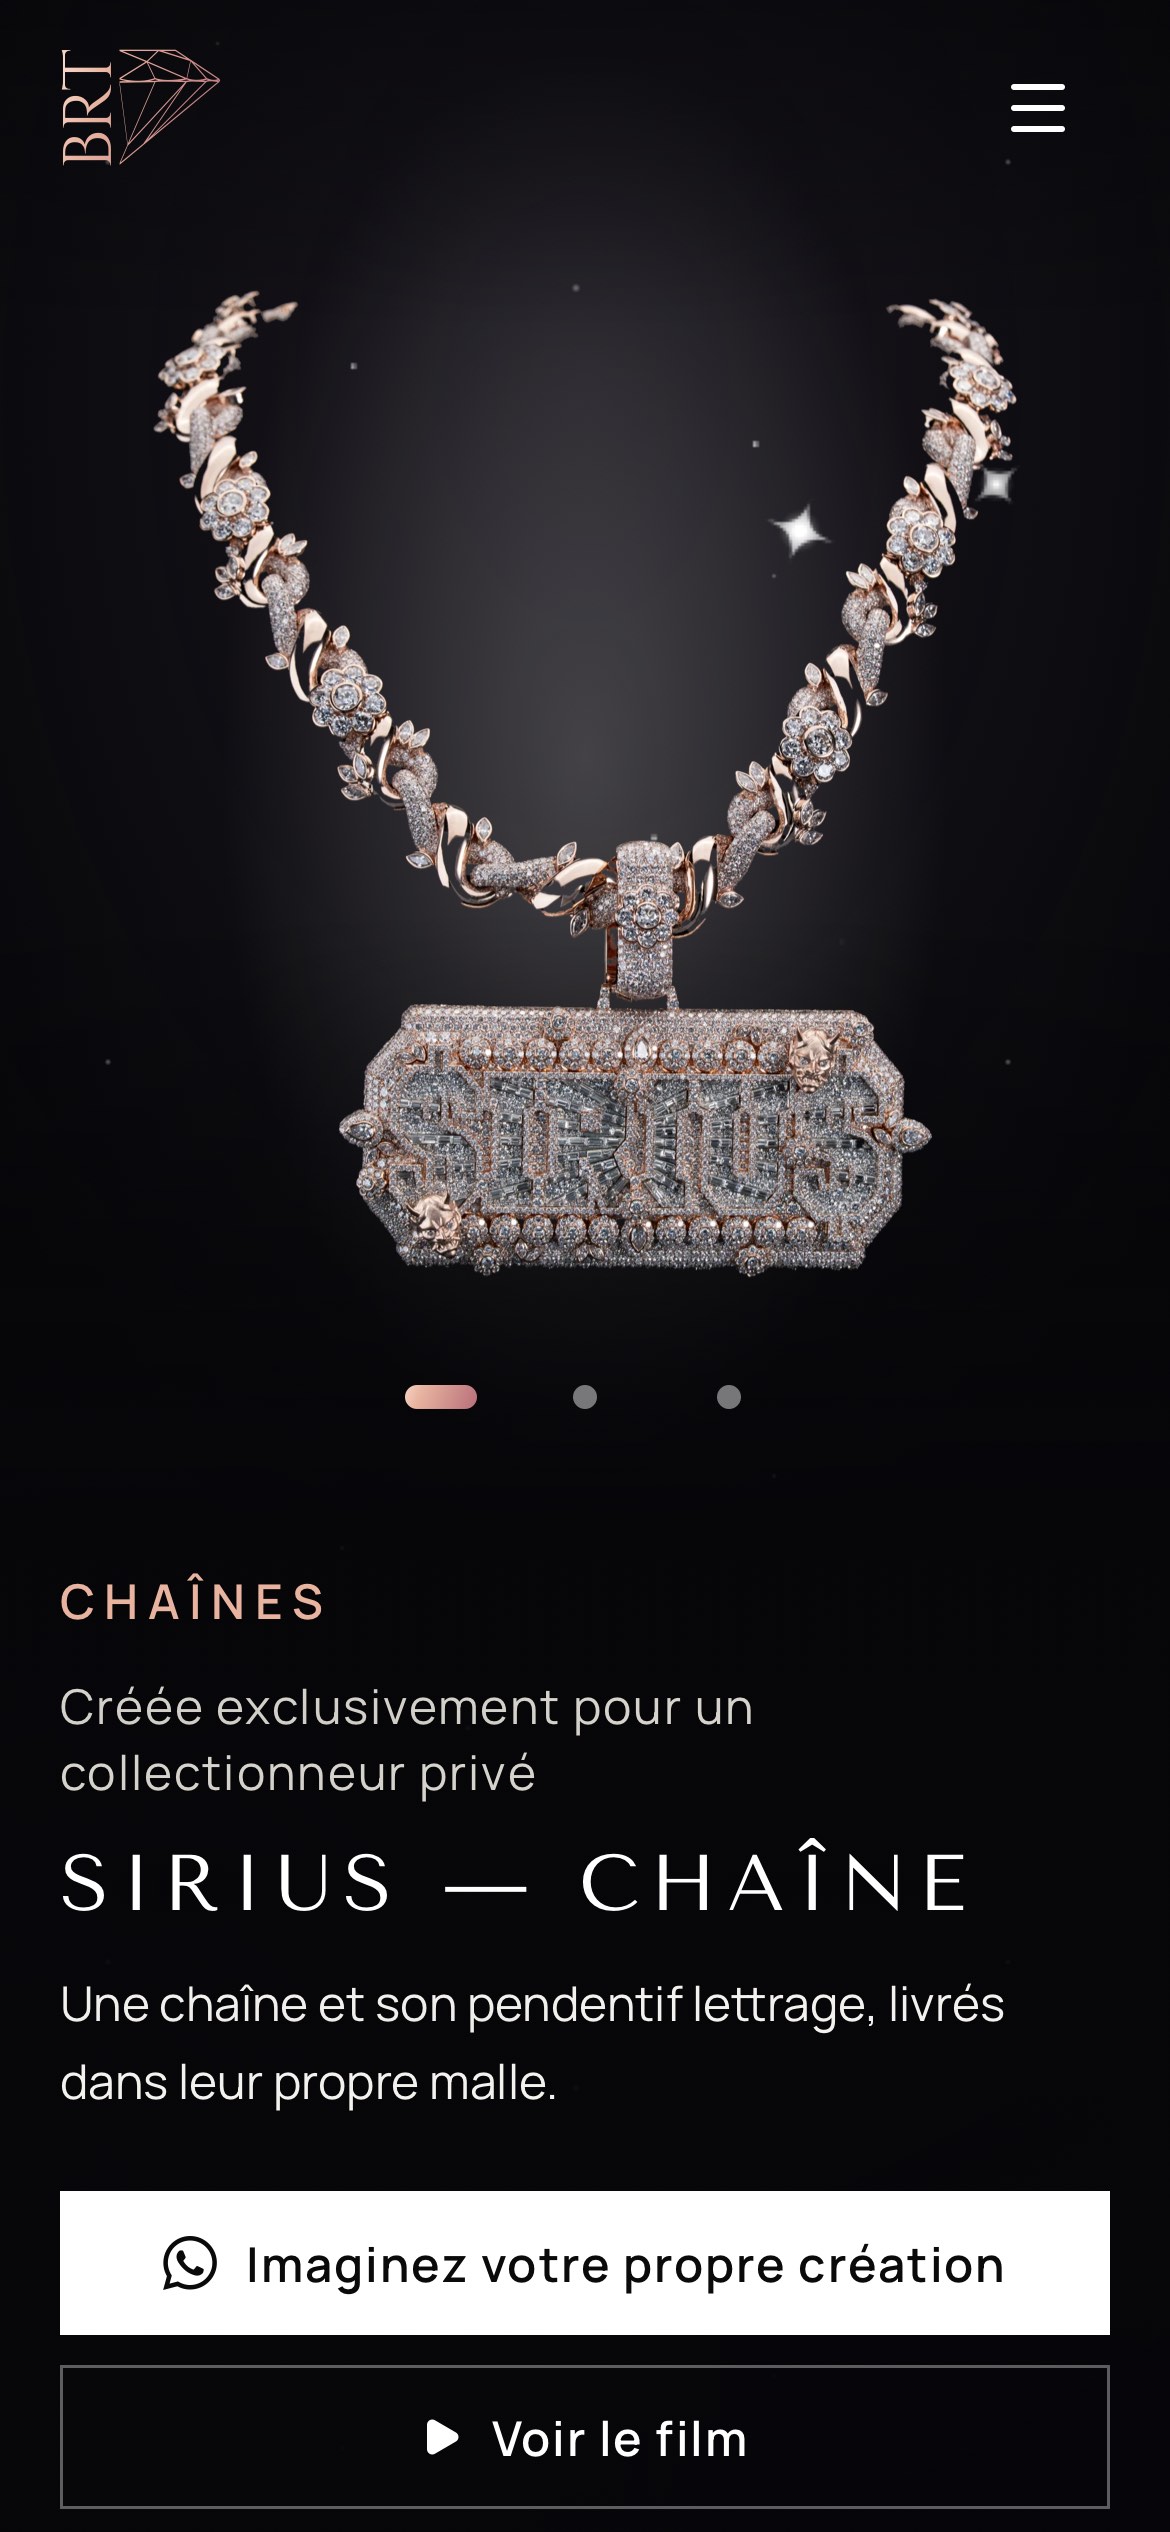 BRT
SIRIUS
CHAÎNES
Créée exclusivement pour un
collectionneur privé
SIRIUS — CHAÎNE
Une chaîne et son pendentif lettrage, livrés
dans leur propre malle.
Imaginez votre propre création
Voir le film